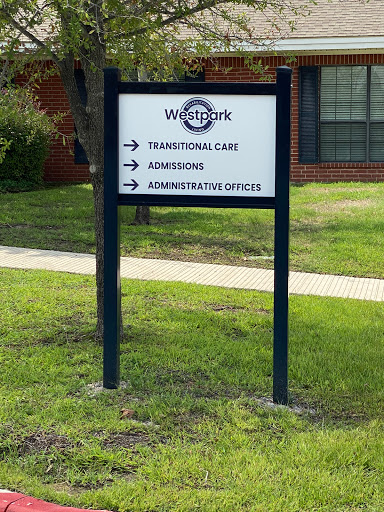 Westpark
→ TRANSITIONAL CARE
→ ADMISSIONS
→ ADMINISTRATIVE OFFICES